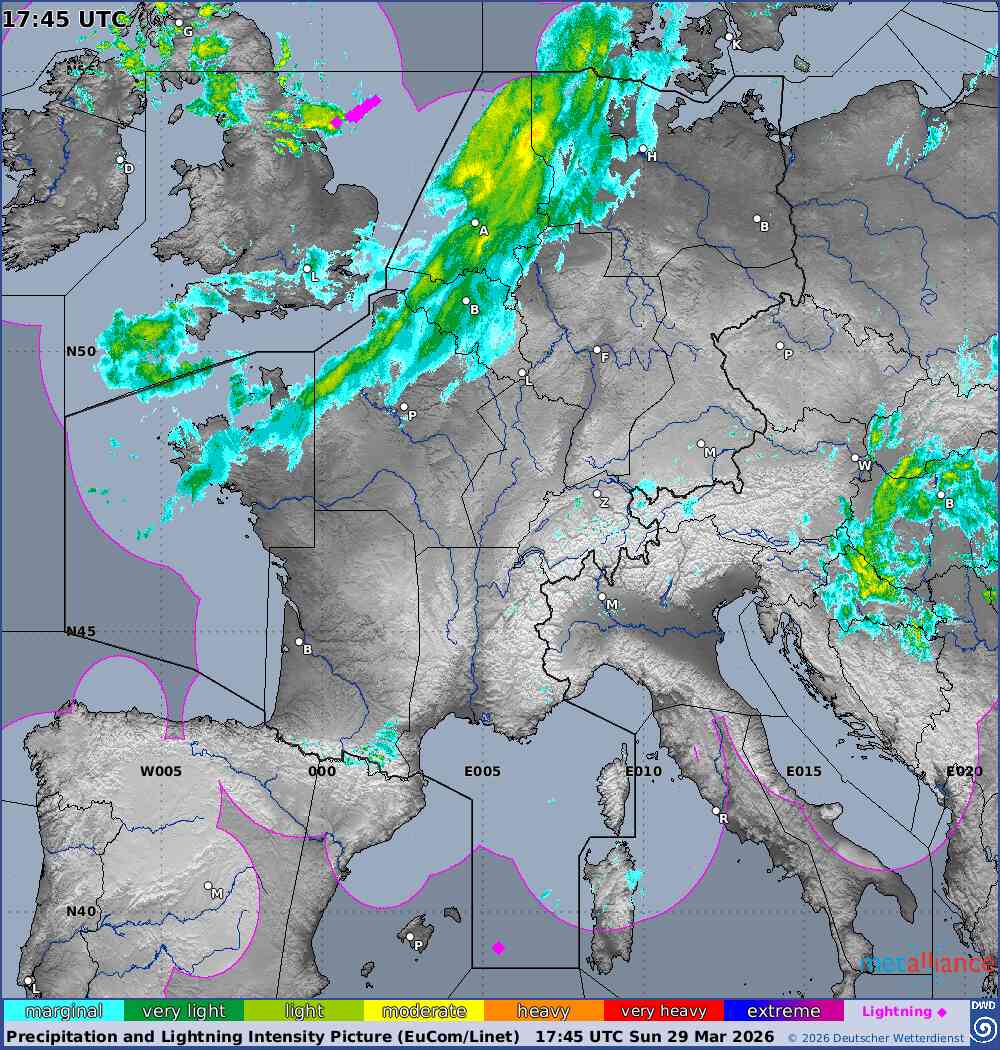 17:45 UTC
G
K
N55
H
D
A
B
L
B
N50
F
P
L
P
M
W
Z
B
M
N45
B
W005
000
E005
E010
E015
E020
R
M
N40
P
L
metalliance
marginal
very light
light
moderate
heavy
very heavy
extreme
Lightning
DWD
Precipitation and Lightning Intensity Picture (EuCom/Linet)
17:45 UTC Sun 29 Mar 2026
© 2026 Deutscher Wetterdienst